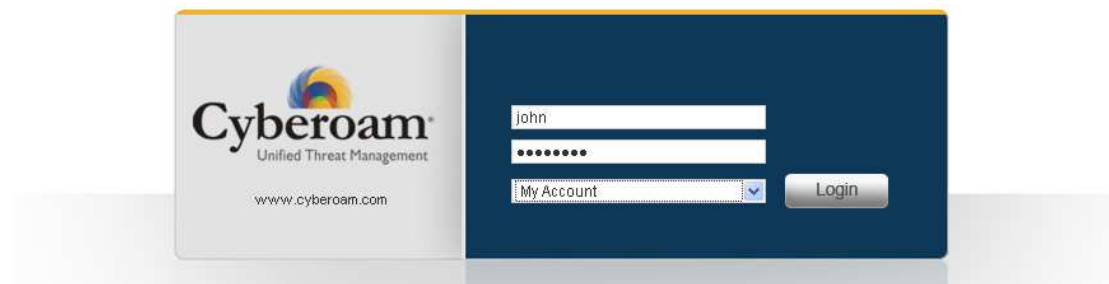 Cyberoam
Unified Threat Management
www.cyberoam.com
john
••••••••
My Account
Login